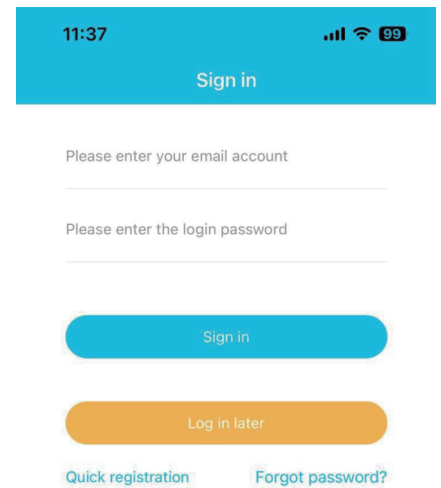 11:37 99
Sign in
Please enter your email account
Please enter the login password
Sign in
Log in later
Quick registration Forgot password?